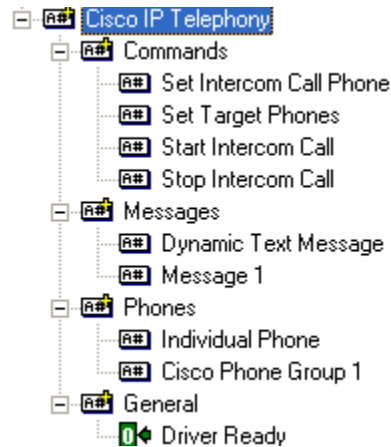 Cisco IP Telephony
Commands
Set Intercom Call Phone
Set Target Phones
Start Intercom Call
Stop Intercom Call
Messages
Dynamic Text Message
Message 1
Phones
Individual Phone
Cisco Phone Group 1
General
Driver Ready